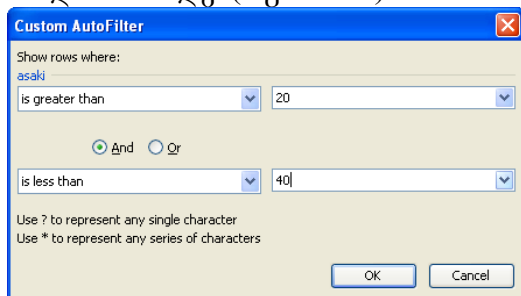 Custom AutoFilter
Show rows where:
asaki
is greater than 20
And Or
is less than 40
Use ? to represent any single character
Use * to represent any series of characters
OK Cancel